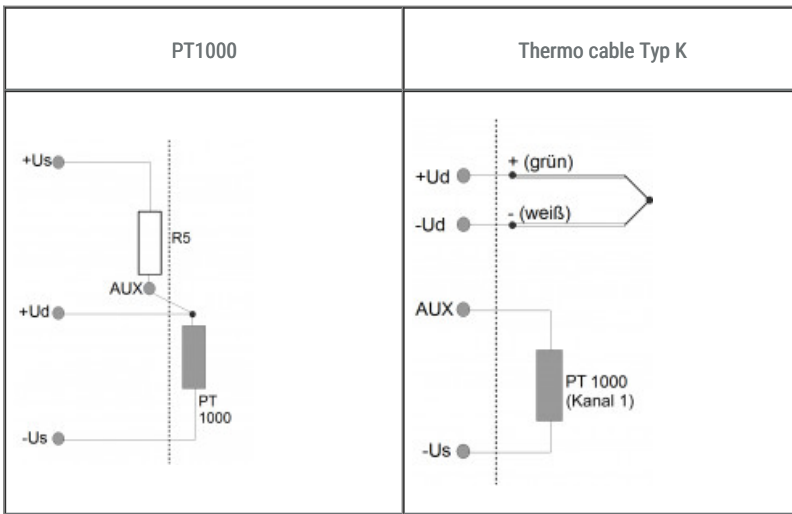 PT1000
Thermo cable Typ K
+Us
R5
AUX
+Ud
PT
1000
-Us
+ (grün)
+Ud
- (weiß)
-Ud
AUX
PT 1000
(Kanal 1)
-Us